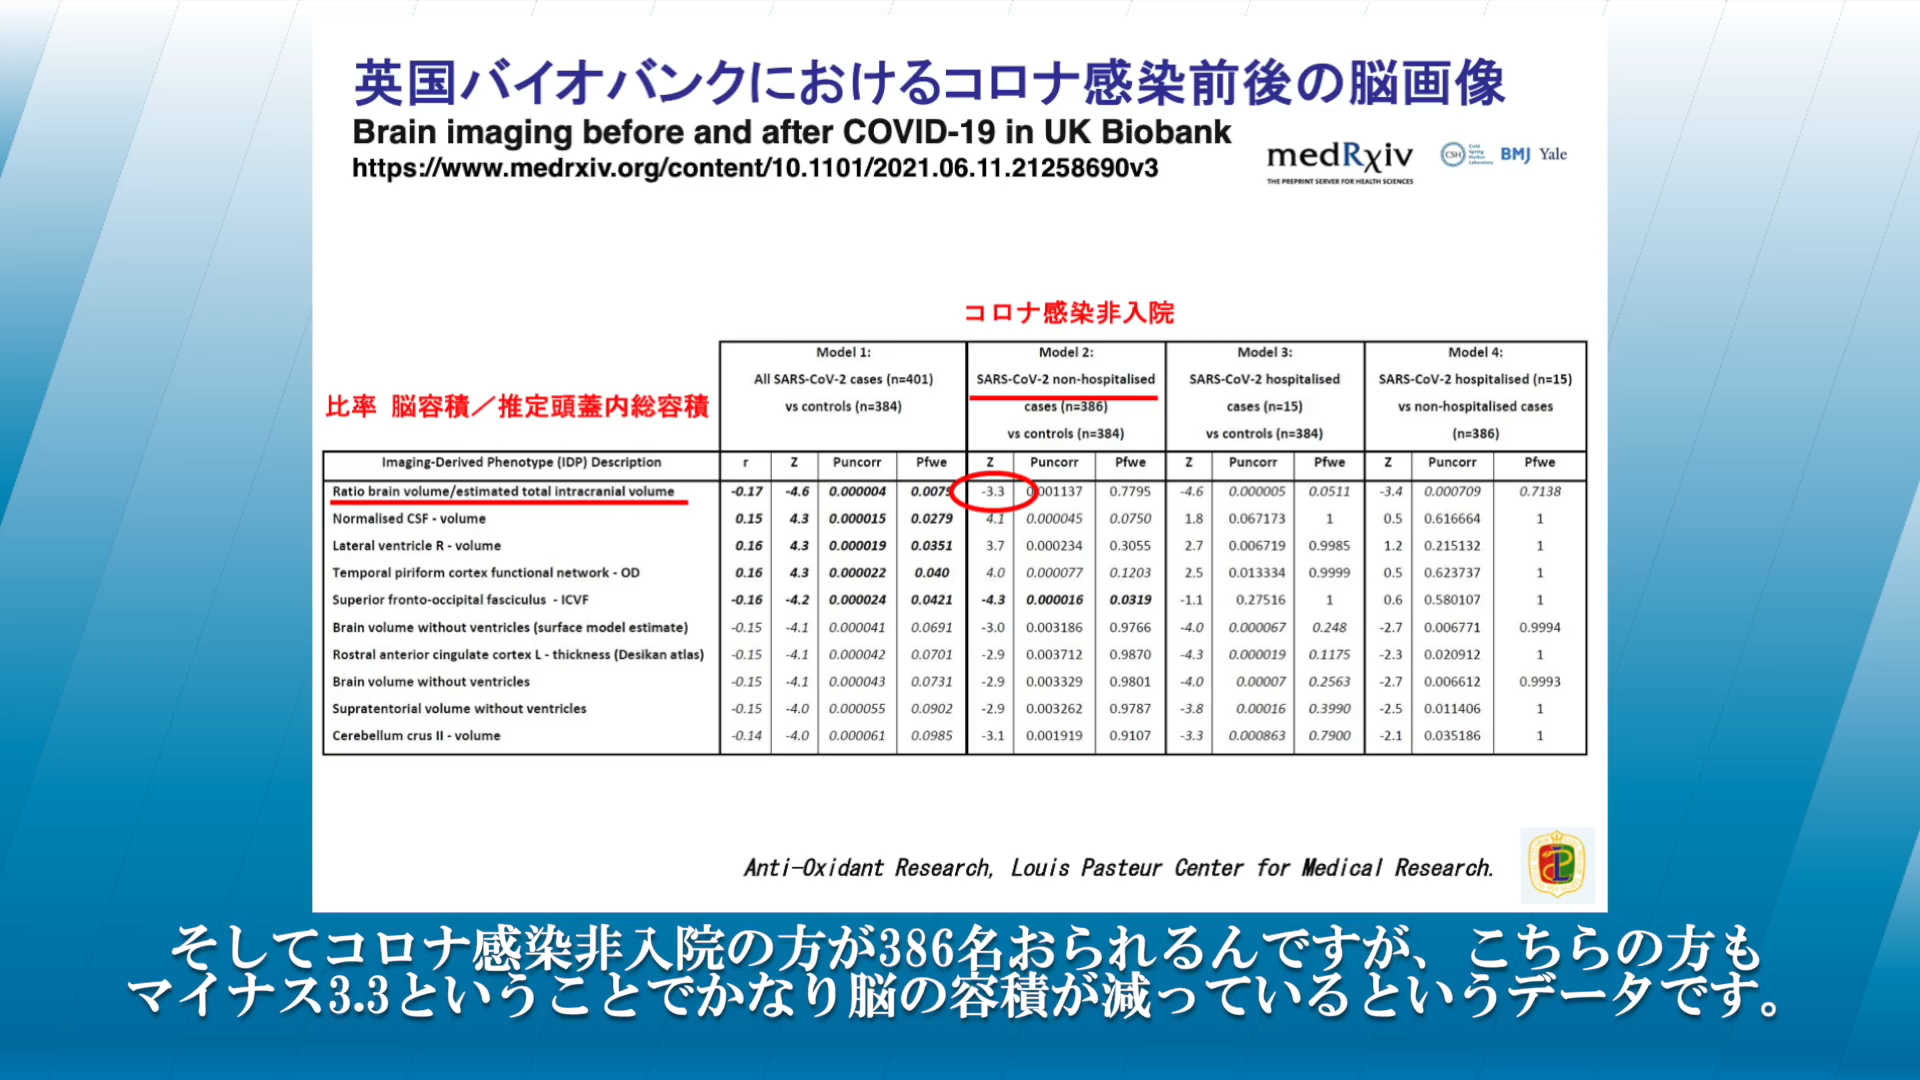 英国バイオバンクにおけるコロナ感染前後の脳画像
Brain imaging before and after COVID-19 in UK Biobank
https://www.medrxiv.org/content/10.1101/2021.06.11.21258690v3
medRxiv
THE PREPRINT SERVER FOR HEALTH SCIENCES
CSH Cold Spring Harbor Laboratory BMJ Yale
コロナ感染非入院
比率 脳容積／推定頭蓋内総容積
Model 1: Model 2: Model 3: Model 4:
All SARS-CoV-2 cases (n=401) SARS-CoV-2 non-hospitalised SARS-CoV-2 hospitalised SARS-CoV-2 hospitalised (n=15)
vs controls (n=384) cases (n=386) cases (n=15) vs non-hospitalised cases
vs controls (n=384) vs controls (n=384) (n=386)
Imaging-Derived Phenotype (IDP) Description r Z Puncorr Pfwe Z Puncorr Pfwe Z Puncorr Pfwe Z Puncorr Pfwe
Ratio brain volume/estimated total intracranial volume -0.17 -4.6 0.000004 0.0079 -3.3 0.001137 0.7795 -4.6 0.000005 0.0511 -3.4 0.000709 0.7138
Normalised CSF - volume 0.15 4.3 0.000015 0.0279 4.1 0.000045 0.0750 1.8 0.067173 1 0.5 0.616664 1
Lateral ventricle R - volume 0.16 4.3 0.000019 0.0351 3.7 0.000234 0.3055 2.7 0.006719 0.9985 1.2 0.215132 1
Temporal piriform cortex functional network - OD 0.16 4.3 0.000022 0.040 4.0 0.000077 0.1203 2.5 0.013334 0.9999 0.5 0.623737 1
Superior fronto-occipital fasciculus - ICVF -0.16 -4.2 0.000024 0.0421 -4.3 0.000016 0.0319 -1.1 0.27516 1 0.6 0.580107 1
Brain volume without ventricles (surface model estimate) -0.15 -4.1 0.000041 0.0691 -3.0 0.003186 0.9766 -4.0 0.000067 0.248 -2.7 0.006771 0.9994
Rostral anterior cingulate cortex L - thickness (Desikan atlas) -0.15 -4.1 0.000042 0.0701 -2.9 0.003712 0.9870 -4.3 0.000019 0.1175 -2.3 0.020912 1
Brain volume without ventricles -0.15 -4.1 0.000043 0.0731 -2.9 0.003329 0.9801 -4.0 0.00007 0.2563 -2.7 0.006612 0.9993
Supratentorial volume without ventricles -0.15 -4.0 0.000055 0.0902 -2.9 0.003262 0.9787 -3.8 0.00016 0.3990 -2.5 0.011406 1
Cerebellum crus II - volume -0.14 -4.0 0.000061 0.0985 -3.1 0.001919 0.9107 -3.3 0.000863 0.7900 -2.1 0.035186 1
Anti-Oxidant Research, Louis Pasteur Center for Medical Research.
そしてコロナ感染非入院の方が386名おられるんですが、こちらの方も
マイナス3.3ということでかなり脳の容積が減っているというデータです。